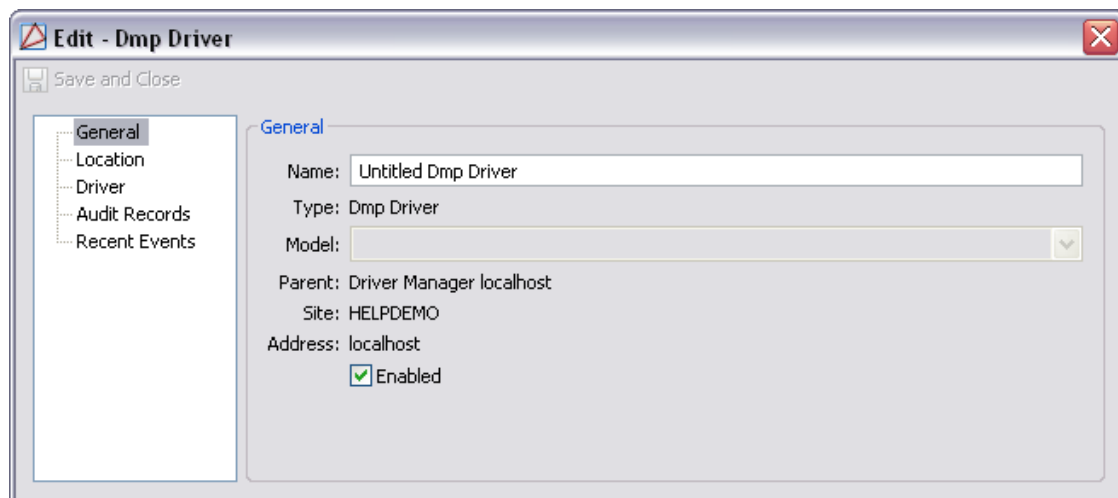 Edit - Dmp Driver
Save and Close
General
Location
Driver
Audit Records
Recent Events
General
Name: Untitled Dmp Driver
Type: Dmp Driver
Model:
Parent: Driver Manager localhost
Site: HELPDEMO
Address: localhost
Enabled